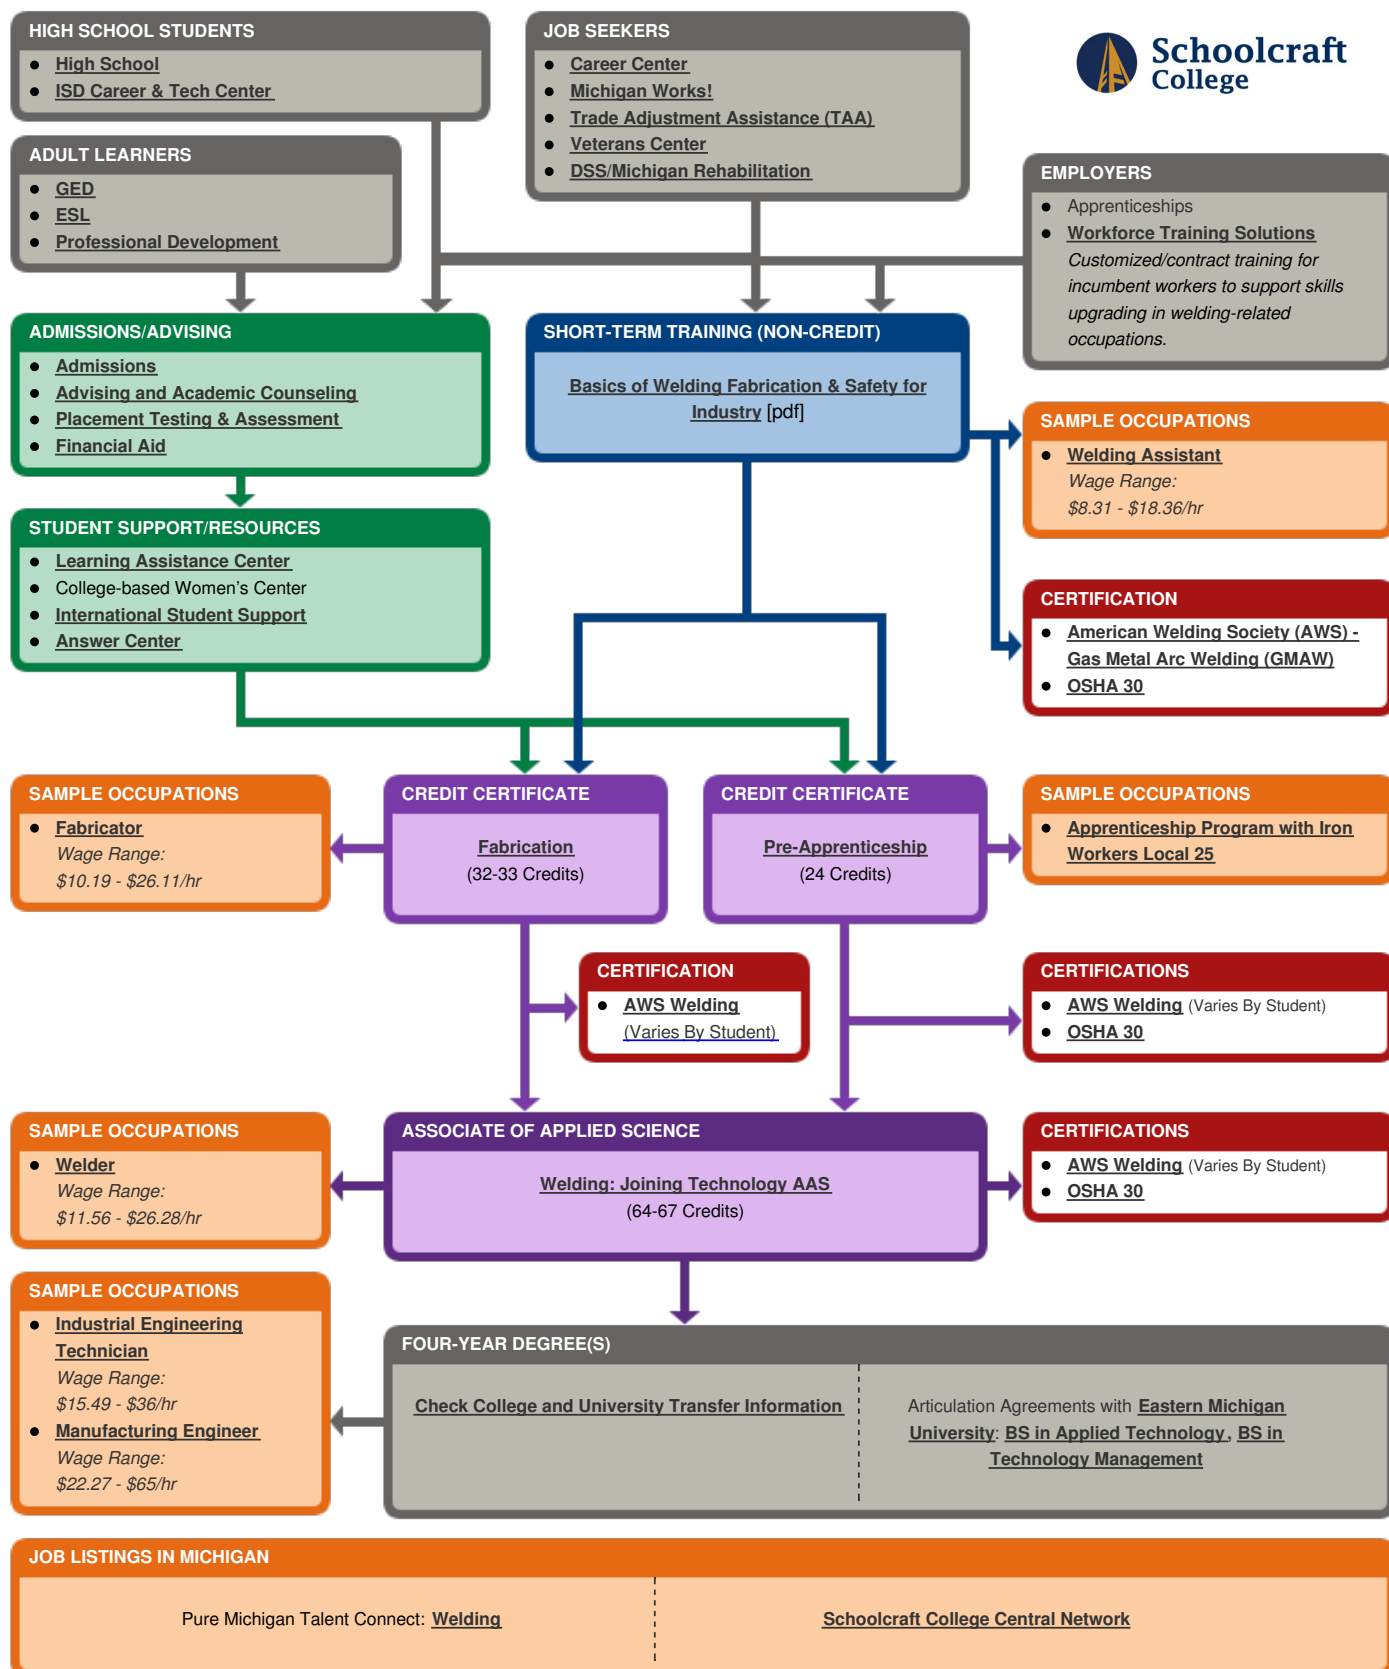 HIGH SCHOOL STUDENTS
● High School
● ISD Career & Tech Center
JOB SEEKERS
● Career Center
● Michigan Works!
● Trade Adjustment Assistance (TAA)
● Veterans Center
● DSS/Michigan Rehabilitation
Schoolcraft
College
ADULT LEARNERS
● GED
● ESL
● Professional Development
EMPLOYERS
● Apprenticeships
● Workforce Training Solutions
Customized/contract training for
incumbent workers to support skills
upgrading in welding-related
occupations.
ADMISSIONS/ADVISING
● Admissions
● Advising and Academic Counseling
● Placement Testing & Assessment
● Financial Aid
SHORT-TERM TRAINING (NON-CREDIT)
Basics of Welding Fabrication & Safety for
Industry [pdf]
SAMPLE OCCUPATIONS
● Welding Assistant
Wage Range:
$8.31 - $18.36/hr
STUDENT SUPPORT/RESOURCES
● Learning Assistance Center
● College-based Women's Center
● International Student Support
● Answer Center
CERTIFICATION
● American Welding Society (AWS) -
Gas Metal Arc Welding (GMAW)
● OSHA 30
SAMPLE OCCUPATIONS
● Fabricator
Wage Range:
$10.19 - $26.11/hr
CREDIT CERTIFICATE
Fabrication
(32-33 Credits)
CREDIT CERTIFICATE
Pre-Apprenticeship
(24 Credits)
SAMPLE OCCUPATIONS
● Apprenticeship Program with Iron
Workers Local 25
CERTIFICATION
● AWS Welding
(Varies By Student)
CERTIFICATIONS
● AWS Welding (Varies By Student)
● OSHA 30
SAMPLE OCCUPATIONS
● Welder
Wage Range:
$11.56 - $26.28/hr
ASSOCIATE OF APPLIED SCIENCE
Welding: Joining Technology AAS
(64-67 Credits)
CERTIFICATIONS
● AWS Welding (Varies By Student)
● OSHA 30
SAMPLE OCCUPATIONS
● Industrial Engineering
Technician
Wage Range:
$15.49 - $36/hr
● Manufacturing Engineer
Wage Range:
$22.27 - $65/hr
FOUR-YEAR DEGREE(S)
Check College and University Transfer Information
Articulation Agreements with Eastern Michigan
University: BS in Applied Technology, BS in
Technology Management
JOB LISTINGS IN MICHIGAN
Pure Michigan Talent Connect: Welding
Schoolcraft College Central Network